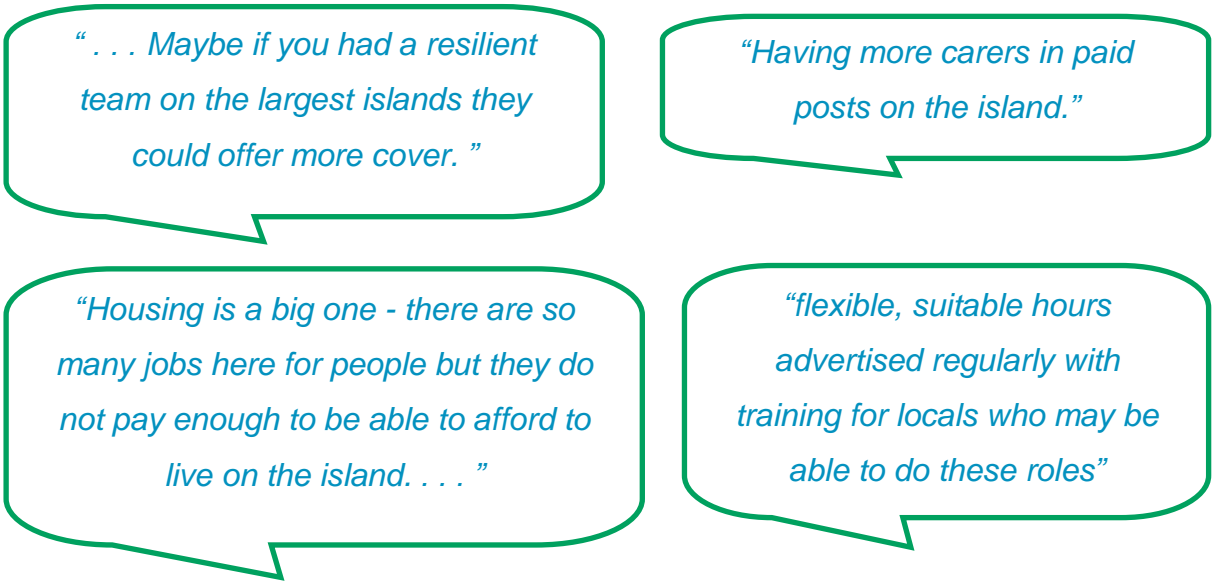 “ . . . Maybe if you had a resilient
team on the largest islands they
could offer more cover. ”
“Having more carers in paid
posts on the island.”
“Housing is a big one - there are so
many jobs here for people but they do
not pay enough to be able to afford to
live on the island. . . . ”
“flexible, suitable hours
advertised regularly with
training for locals who may be
able to do these roles”